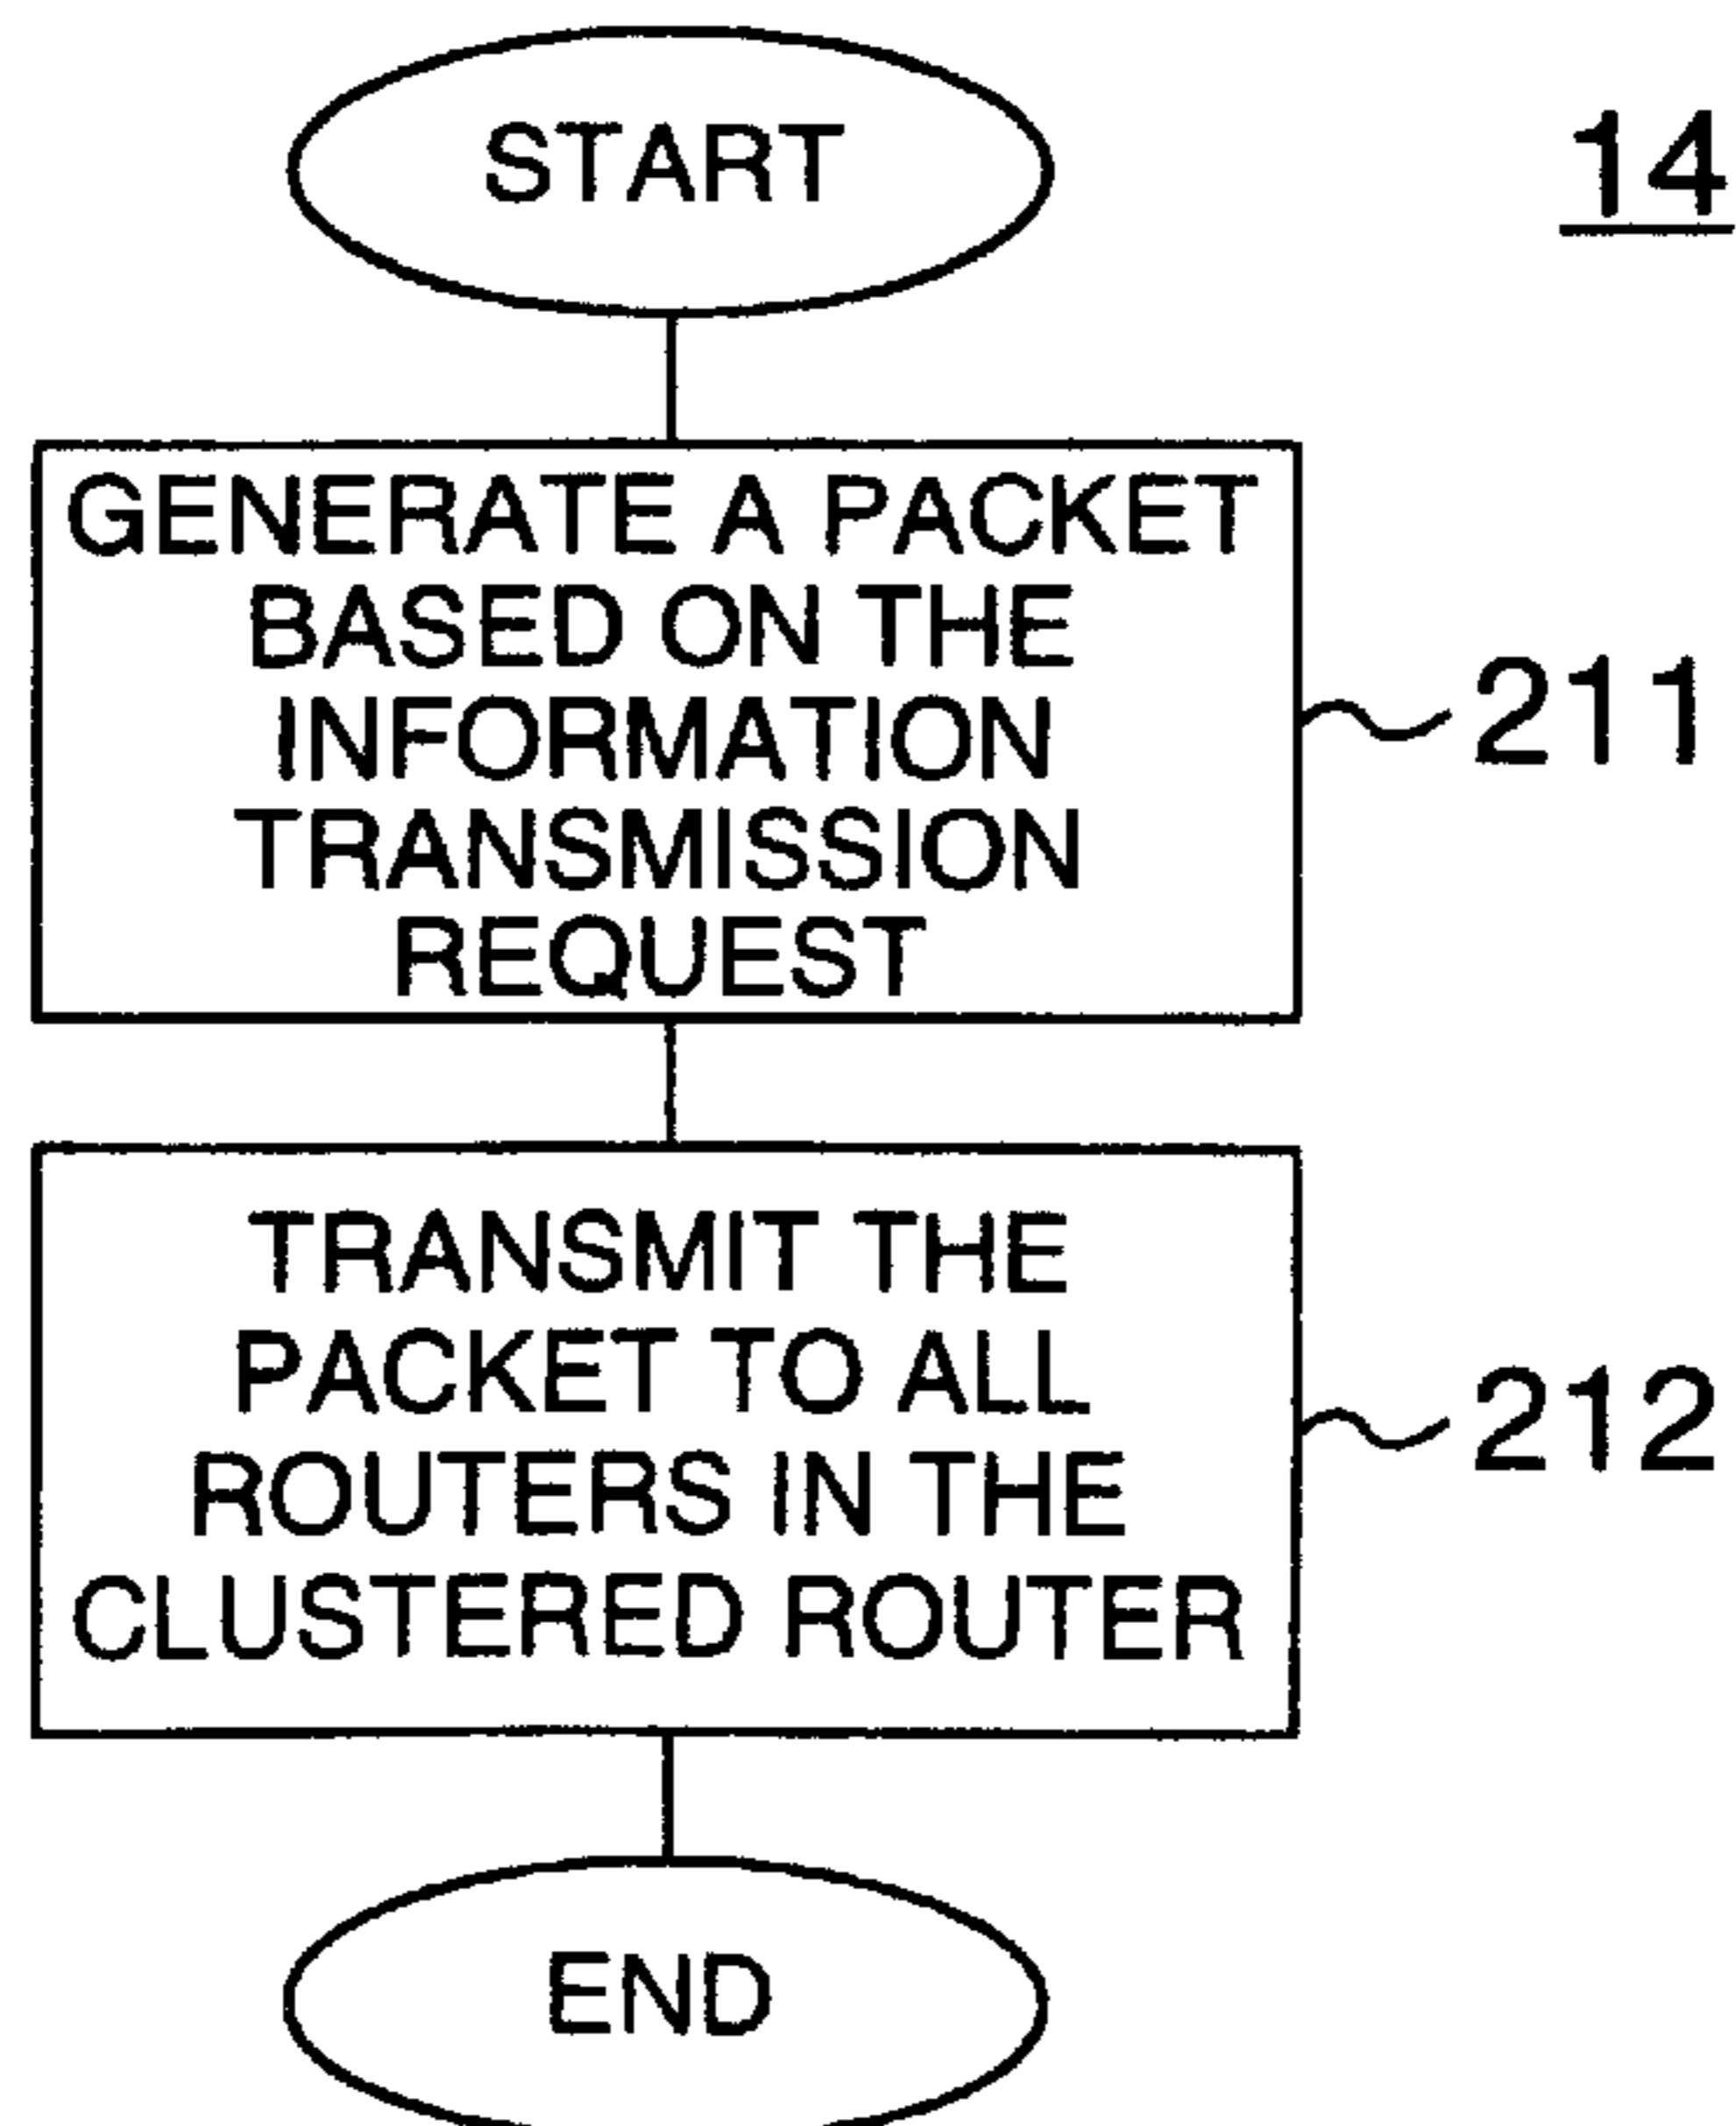 START
14
GENERATE A PACKET
BASED ON THE
INFORMATION
TRANSMISSION
REQUEST
211
TRANSMIT THE
PACKET TO ALL
ROUTERS IN THE
CLUSTERED ROUTER
212
END